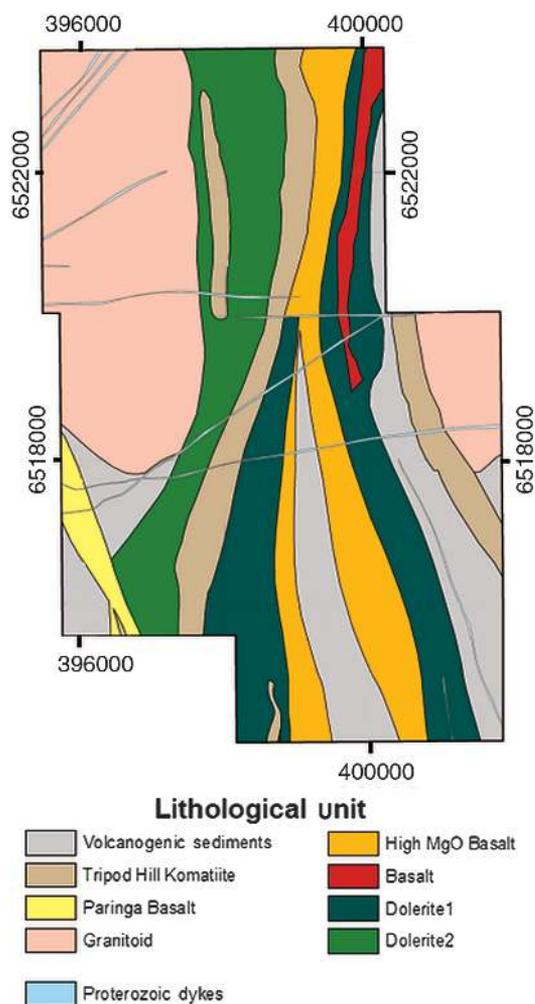 396000 400000
6522000 6522000
6518000 6518000
396000
400000
Lithological unit
Volcanogenic sediments High MgO Basalt
Tripod Hill Komatiite Basalt
Paringa Basalt Dolerite1
Granitoid Dolerite2
Proterozoic dykes